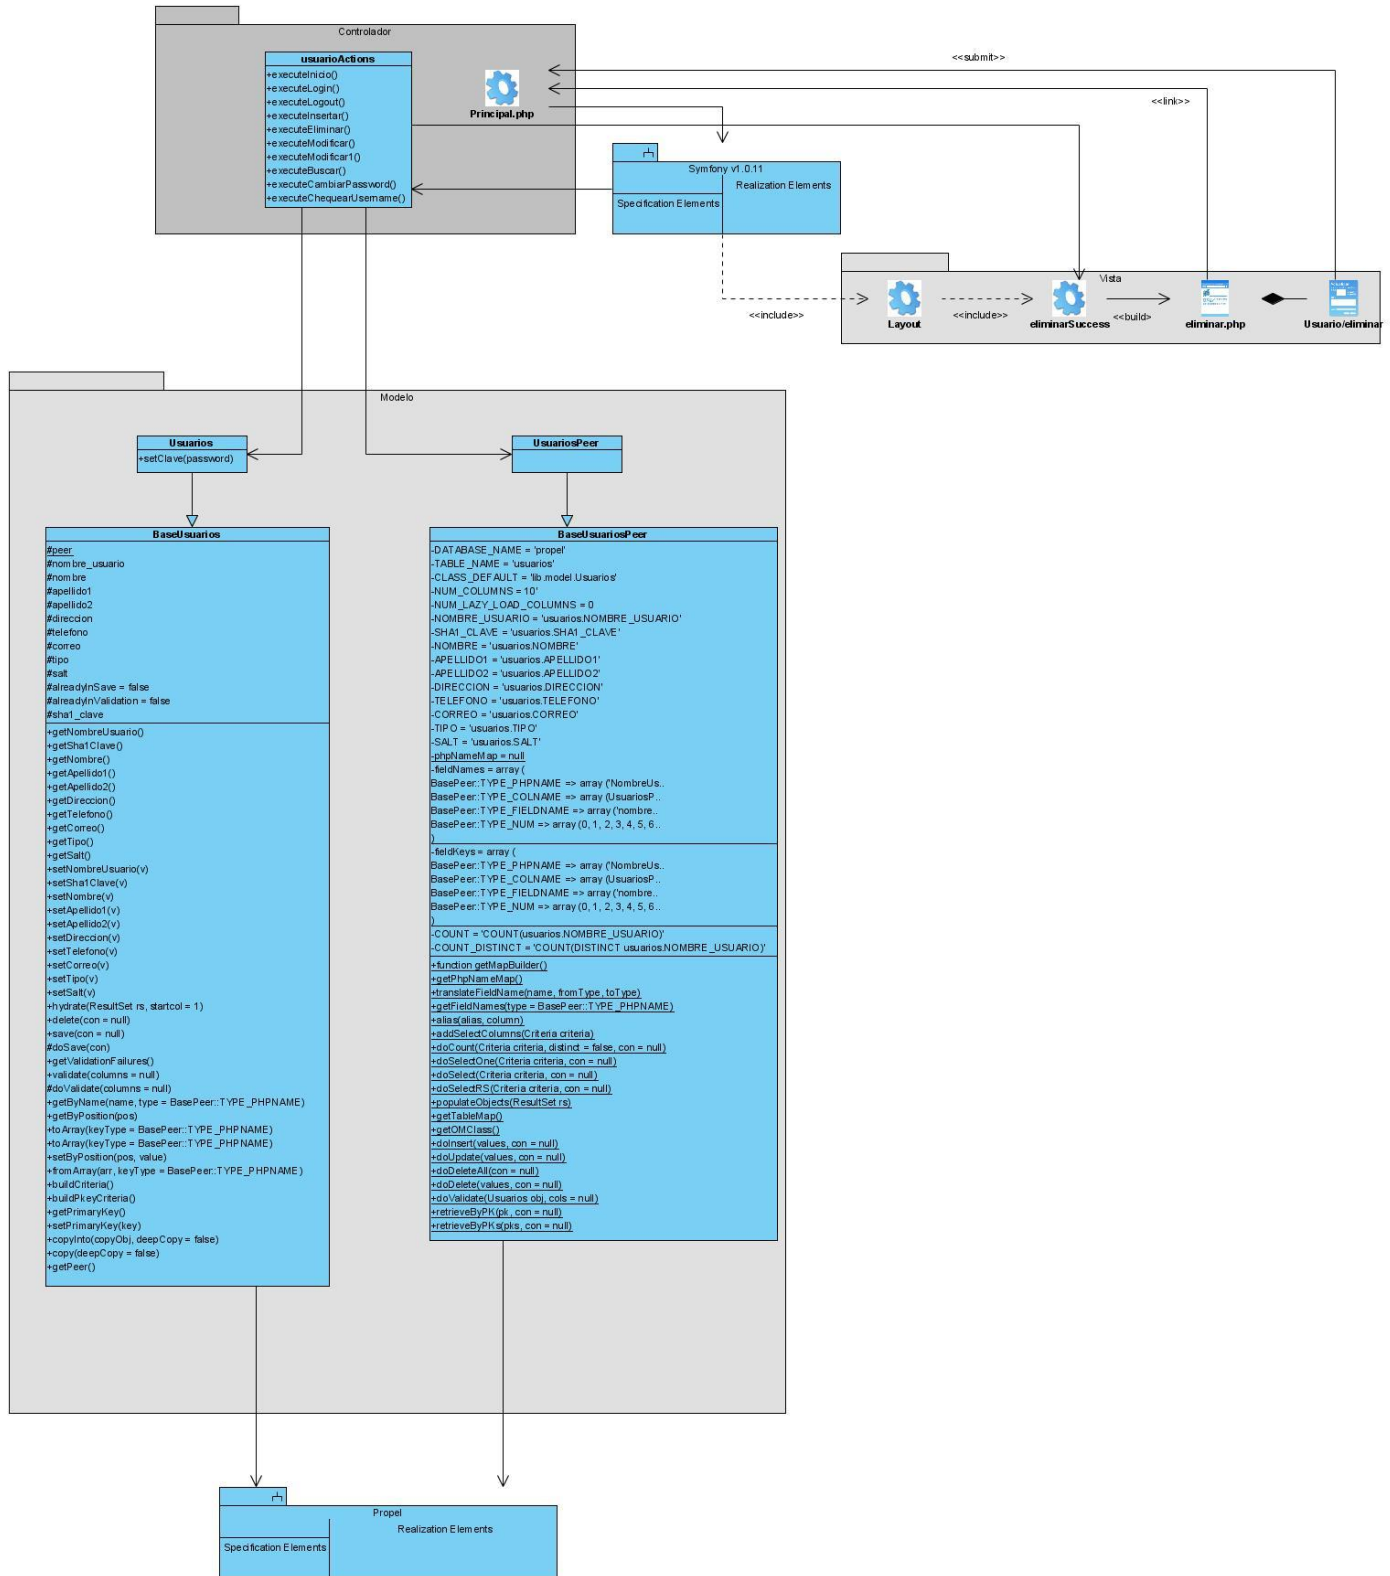 Controlador
usuarioActions
+executeInicio()
+executeLogin()
+executeLogout()
+executeInsertar()
+executeEliminar()
+executeModificar()
+executeModificar1()
+executeBuscar()
+executeCambiarPassword()
+executeChequearUsername()
Principal.php
<<submit>>
<<link>>
Symfony v1.0.11
Realization Elements
Specification Elements
Vista
<<include>>
Layout
<<include>>
eliminarSuccess
<<build>>
eliminar.php
Usuario/eliminar
Modelo
Usuarios
+setClave(password)
UsuariosPeer
BaseUsuarios
#peer
#nombre_usuario
#nombre
#apellido1
#apellido2
#direccion
#telefono
#correo
#tipo
#salt
#alreadyInSave = false
#alreadyInValidation = false
#sha1_clave
+getNombreUsuario()
+getSha1Clave()
+getNombre()
+getApellido1()
+getApellido2()
+getDireccion()
+getTelefono()
+getCorreo()
+getTipo()
+getSalt()
+setNombreUsuario(v)
+setSha1Clave(v)
+setNombre(v)
+setApellido1(v)
+setApellido2(v)
+setDireccion(v)
+setTelefono(v)
+setCorreo(v)
+setTipo(v)
+setSalt(v)
+hydrate(ResultSet rs, startcol = 1)
+delete(con = null)
+save(con = null)
#doSave(con)
+getValidationFailures()
+validate(columns = null)
#doValidate(columns = null)
+getByName(name, type = BasePeer::TYPE_PHPNAME)
+getByPosition(pos)
+toArray(keyType = BasePeer::TYPE_PHPNAME)
+toArray(keyType = BasePeer::TYPE_PHPNAME)
+setByPosition(pos, value)
+fromArray(arr, keyType = BasePeer::TYPE_PHPNAME)
+buildCriteria()
+buildPkeyCriteria()
+getPrimaryKey()
+setPrimaryKey(key)
+copyInto(copyObj, deepCopy = false)
+copy(deepCopy = false)
+getPeer()
BaseUsuariosPeer
-DATABASE_NAME = 'propel'
-TABLE_NAME = 'usuarios'
-CLASS_DEFAULT = 'lib.model.Usuarios'
-NUM_COLUMNS = 10'
-NUM_LAZY_LOAD_COLUMNS = 0
-NOMBRE_USUARIO = 'usuarios.NOMBRE_USUARIO'
-SHA1_CLAVE = 'usuarios.SHA1_CLAVE'
-NOMBRE = 'usuarios.NOMBRE'
-APELLIDO1 = 'usuarios.APELLIDO1'
-APELLIDO2 = 'usuarios.APELLIDO2'
-DIRECCION = 'usuarios.DIRECCION'
-TELEFONO = 'usuarios.TELEFONO'
-CORREO = 'usuarios.CORREO'
-TIPO = 'usuarios.TIPO'
-SALT = 'usuarios.SALT'
-phpNameMap = null
-fieldNames = array (
BasePeer::TYPE_PHPNAME => array ('NombreUs..
BasePeer::TYPE_COLNAME => array (UsuariosP..
BasePeer::TYPE_FIELDNAME => array ('nombre..
BasePeer::TYPE_NUM => array (0, 1, 2, 3, 4, 5, 6..
)
-fieldKeys = array (
BasePeer::TYPE_PHPNAME => array ('NombreUs..
BasePeer::TYPE_COLNAME => array (UsuariosP..
BasePeer::TYPE_FIELDNAME => array ('nombre..
BasePeer::TYPE_NUM => array (0, 1, 2, 3, 4, 5, 6..
)
-COUNT = 'COUNT(usuarios.NOMBRE_USUARIO)'
-COUNT_DISTINCT = 'COUNT(DISTINCT usuarios.NOMBRE_USUARIO)'
+function getMapBuilder()
+getPhpNameMap()
+translateFieldName(name, fromType, toType)
+getFieldNames(type = BasePeer::TYPE_PHPNAME)
+alias(alias, column)
+addSelectColumns(Criteria criteria)
+doCount(Criteria criteria, distinct = false, con = null)
+doSelectOne(Criteria criteria, con = null)
+doSelect(Criteria criteria, con = null)
+doSelectRS(Criteria criteria, con = null)
+populateObjects(ResultSet rs)
+getTableMap()
+getOMClass()
+doInsert(values, con = null)
+doUpdate(values, con = null)
+doDeleteAll(con = null)
+doDelete(values, con = null)
+doValidate(Usuarios obj, cols = null)
+retrieveByPK(pk, con = null)
+retrieveByPKs(pks, con = null)
Propel
Realization Elements
Specification Elements